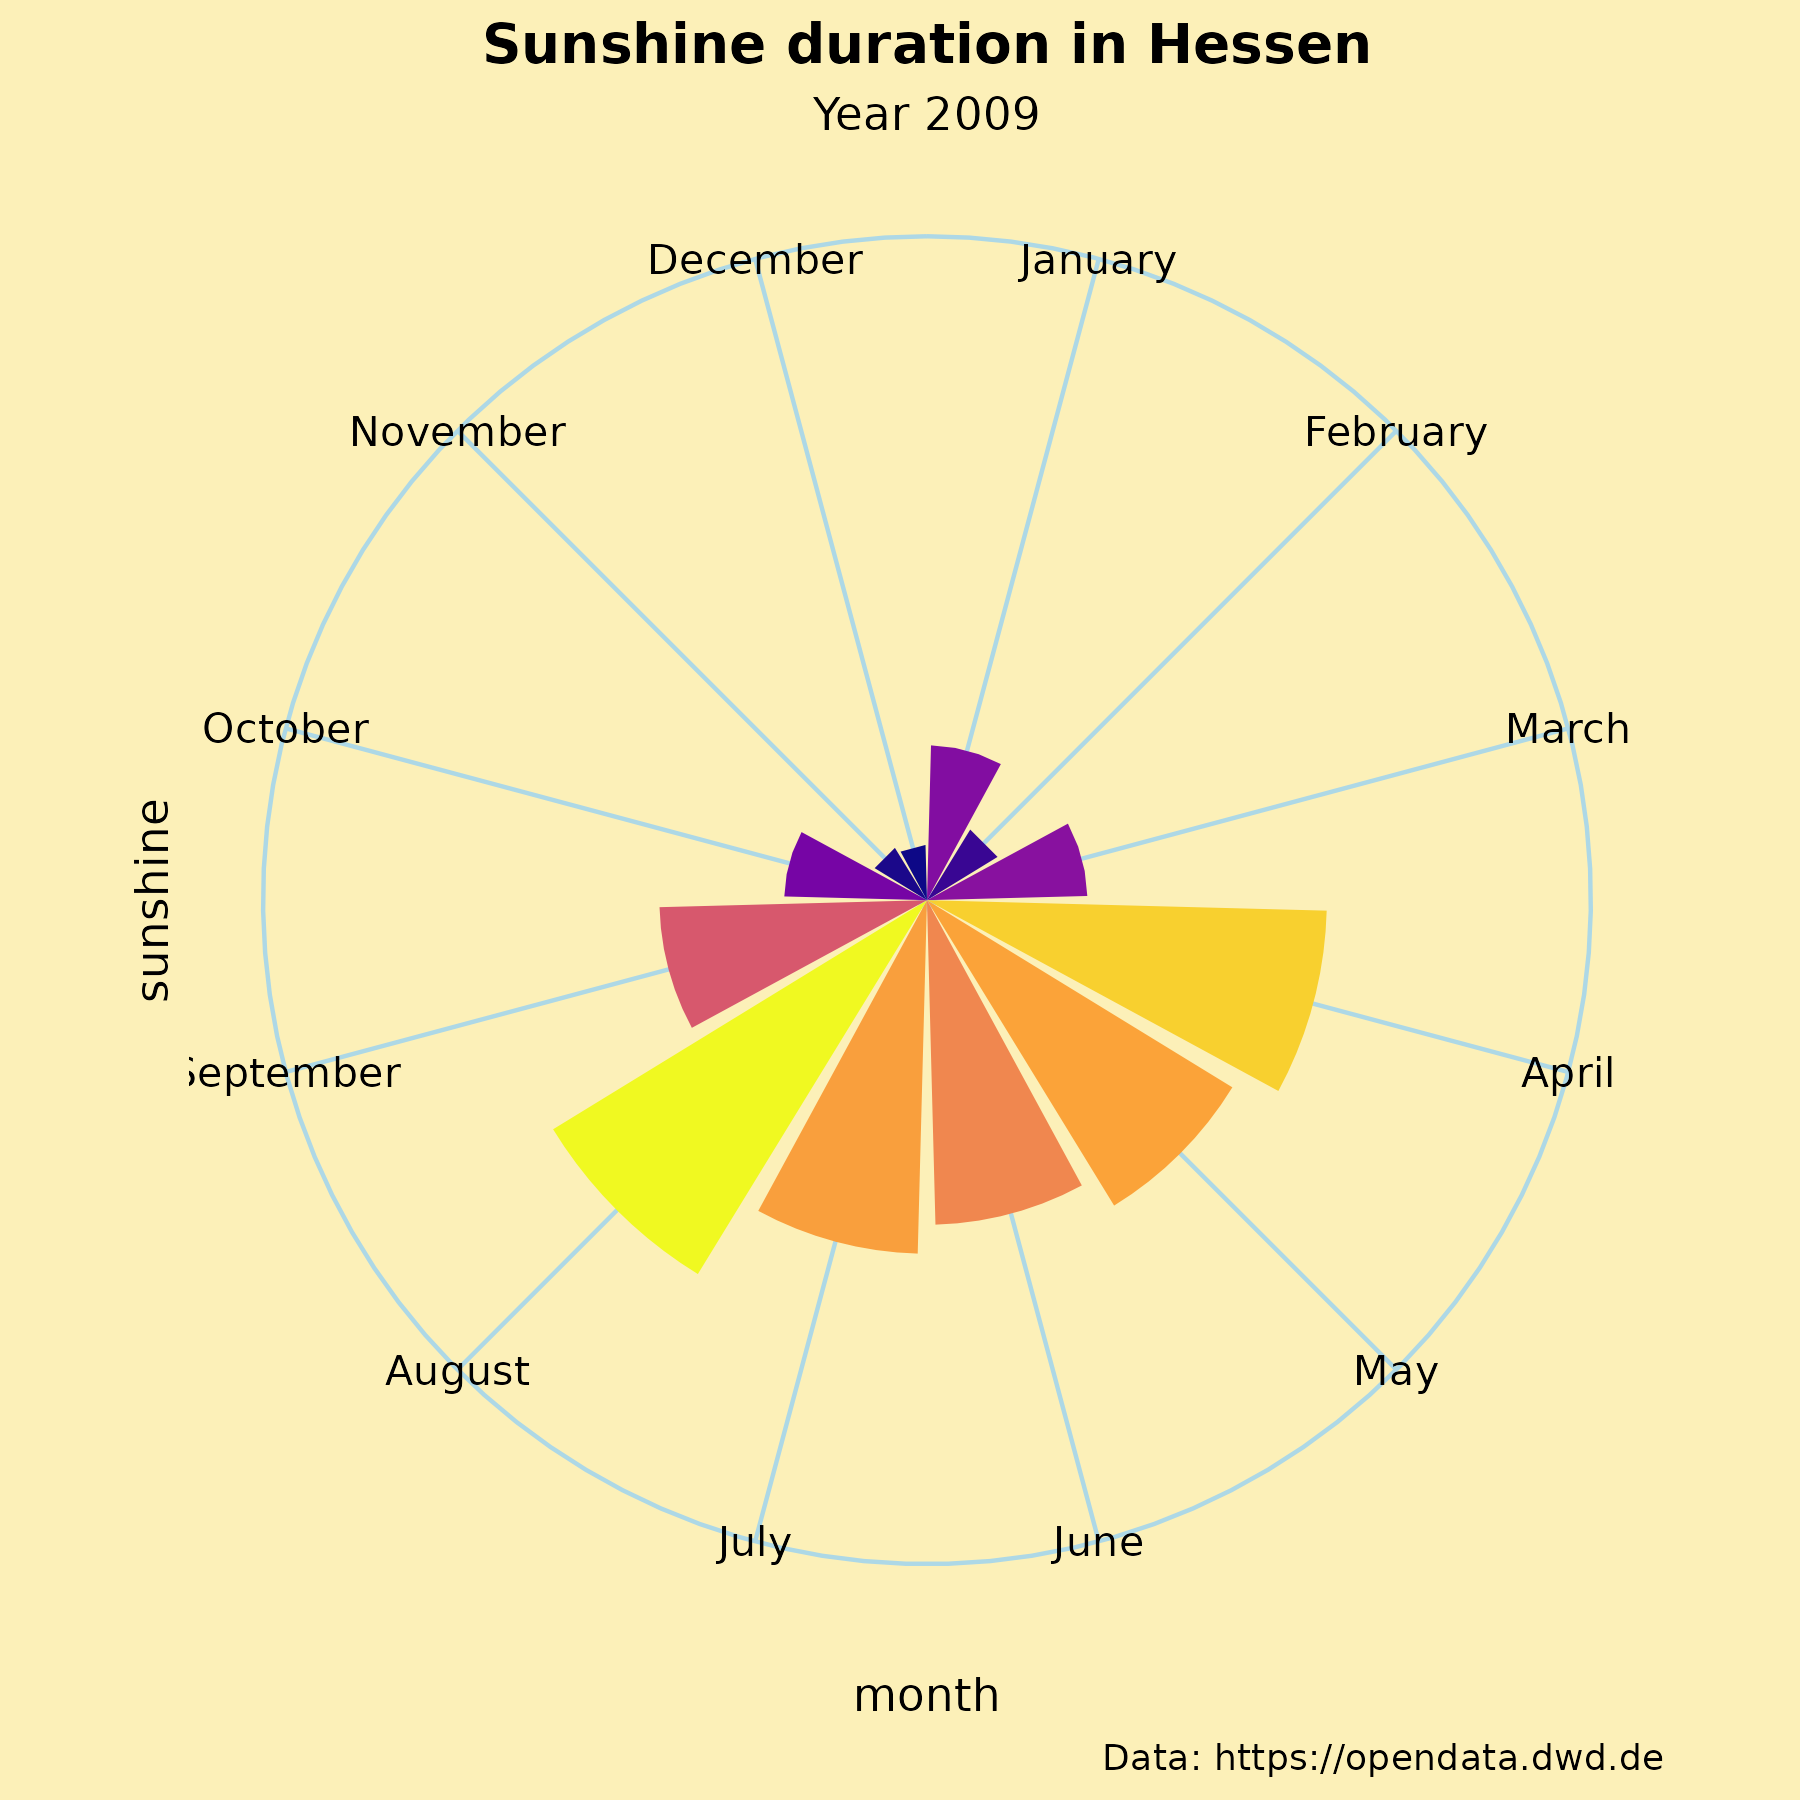 Sunshine duration in Hessen
Year 2009
December
January
November
February
October
March
sunshine
September
April
August
May
July
June
month
Data: https://opendata.dwd.de